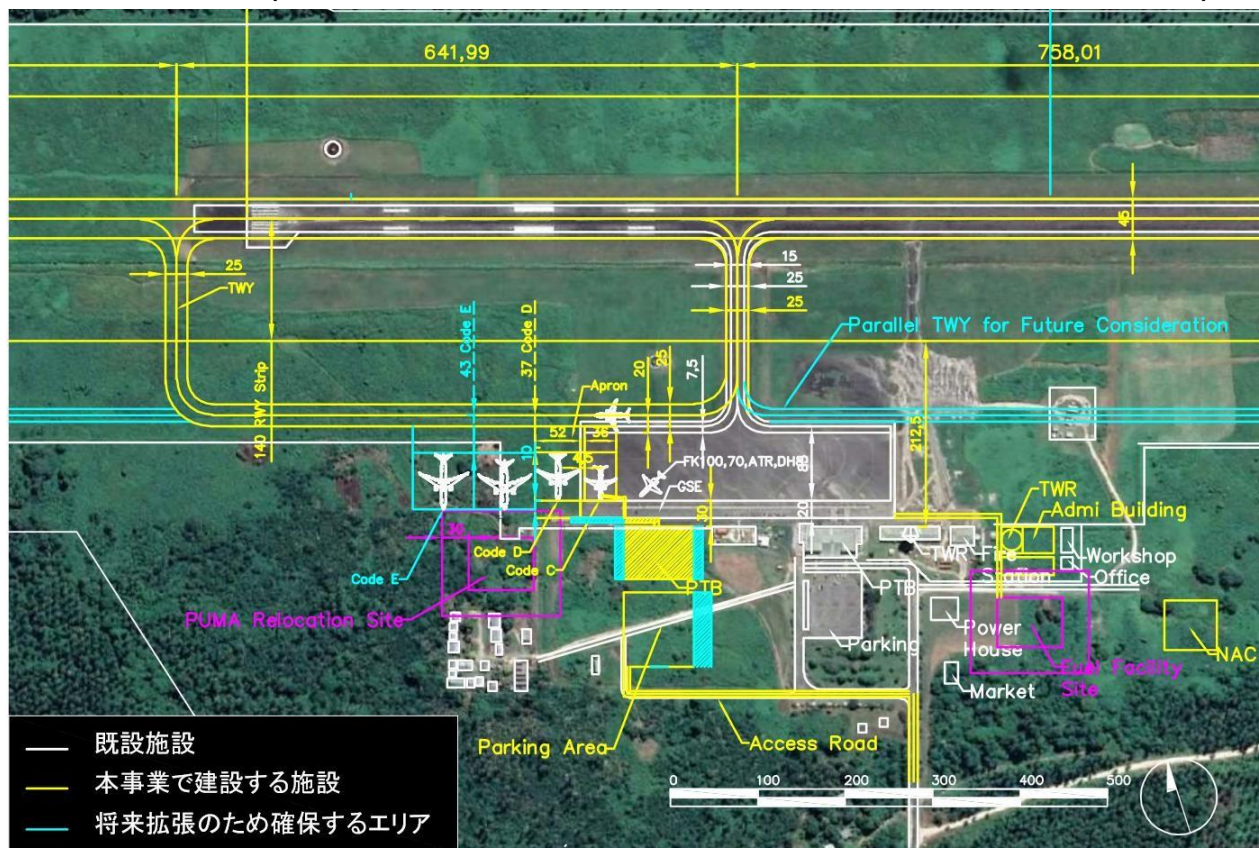 641,99
758,01
45
25
TWY
15
25
25
Parallel TWY for Future Consideration
43 Code E
37 Code D
20
25
7,5
140 RWY Strip
Apron
52
36
4,5
10
FK100,70,ATR,DH8
GSE
212,5
20
30
30
TWR
Admi Building
Code D
Code C
Code E
PTB
PTB
TWR
Fire
Station
Workshop
Office
PUMA Relocation Site
Parking
Power
House
Market
Fuel Facility
Site
NAC
Parking Area
Access Road
0 100 200 300 400 500
既設施設
本事業で建設する施設
将来拡張のため確保するエリア